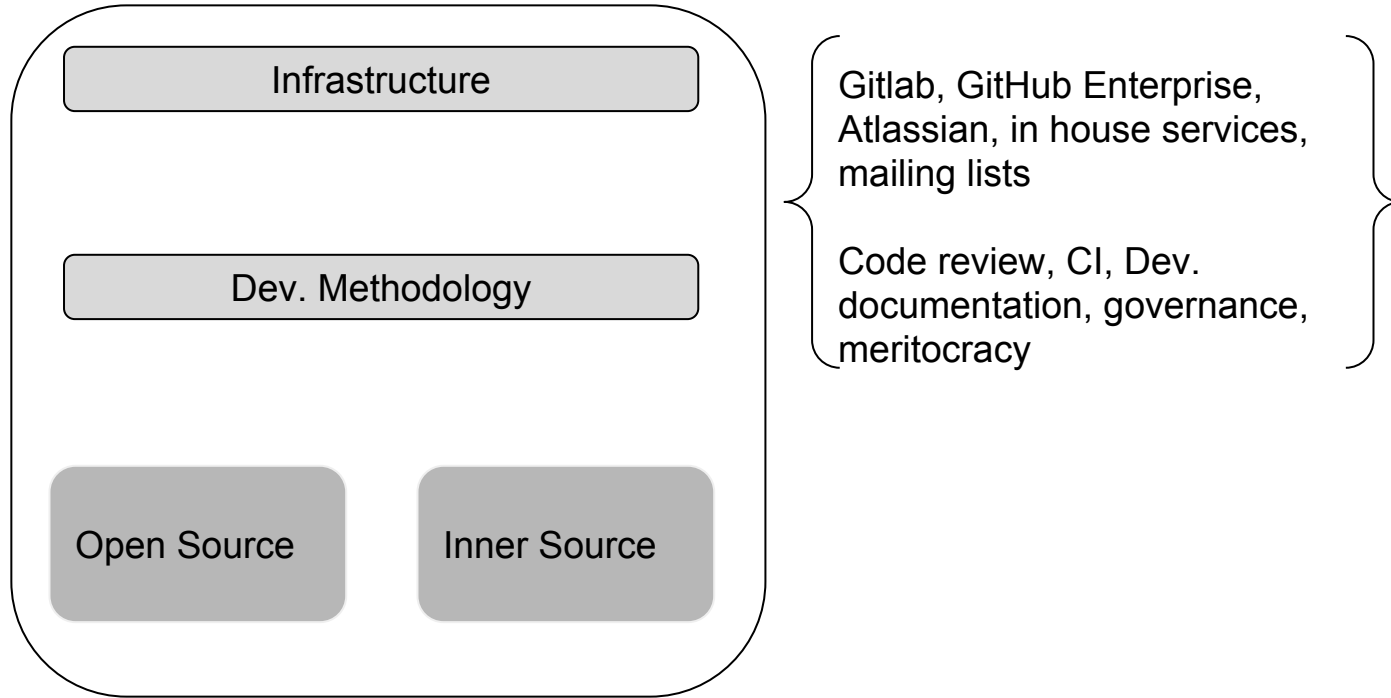 Infrastructure
Dev. Methodology
Open Source
Inner Source
Gitlab, GitHub Enterprise,
Atlassian, in house services,
mailing lists
Code review, CI, Dev.
documentation, governance,
meritocracy